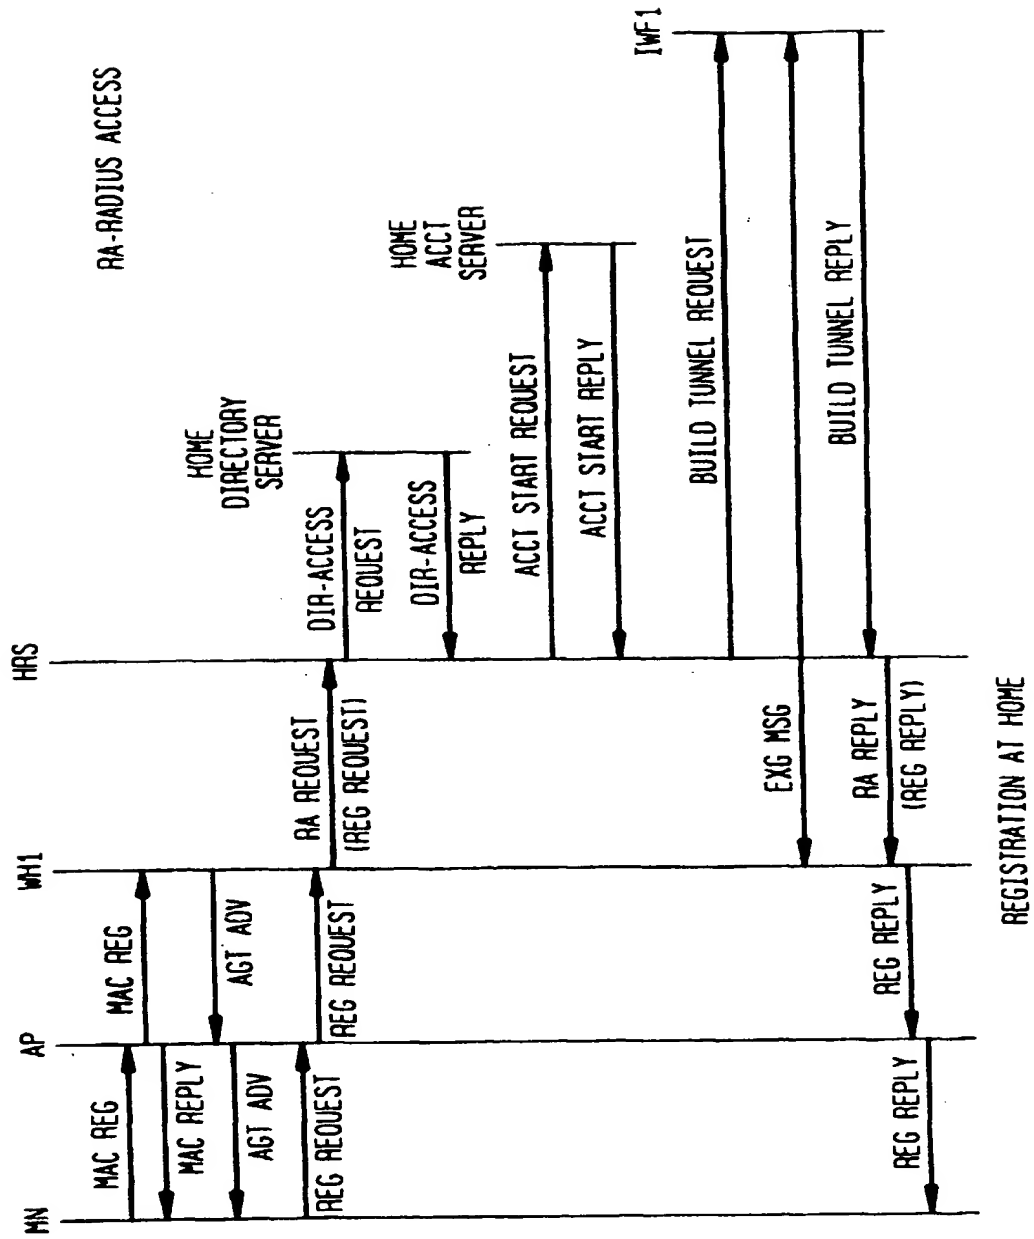 MN
AP
WH1
HRS
HOME
DIRECTORY
SERVER
HOME
ACCT
SERVER
IWF1
RA-RADIUS ACCESS
MAC REG
MAC REG
MAC REPLY
AGT ADV
AGT ADV
REG REQUEST
REG REQUEST
RA REQUEST
(REG REQUEST)
DIR-ACCESS
REQUEST
DIR-ACCESS
REPLY
ACCT START REQUEST
ACCT START REPLY
BUILD TUNNEL REQUEST
EXG MSG
BUILD TUNNEL REPLY
RA REPLY
(REG REPLY)
REG REPLY
REG REPLY
REGISTRATION AT HOME